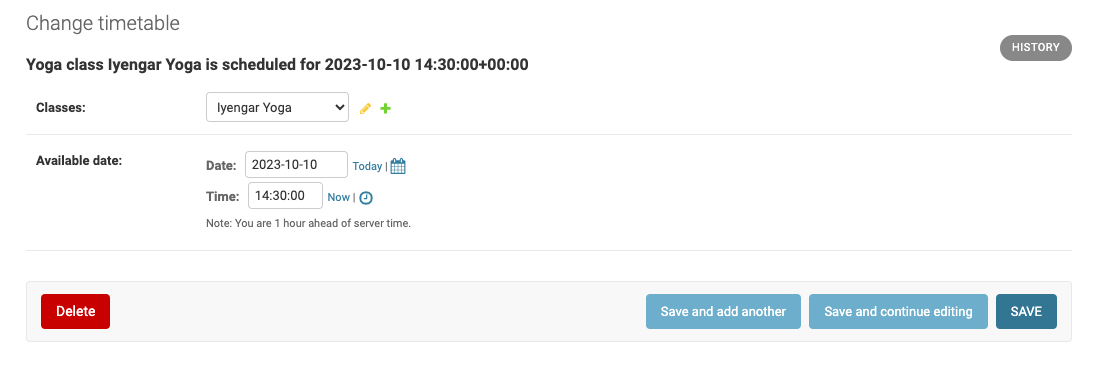 Change timetable
HISTORY
Yoga class Iyengar Yoga is scheduled for 2023-10-10 14:30:00+00:00
Classes: Iyengar Yoga
Available date: Date: 2023-10-10 Today |
Time: 14:30:00 Now |
Note: You are 1 hour ahead of server time.
Delete Save and add another Save and continue editing SAVE